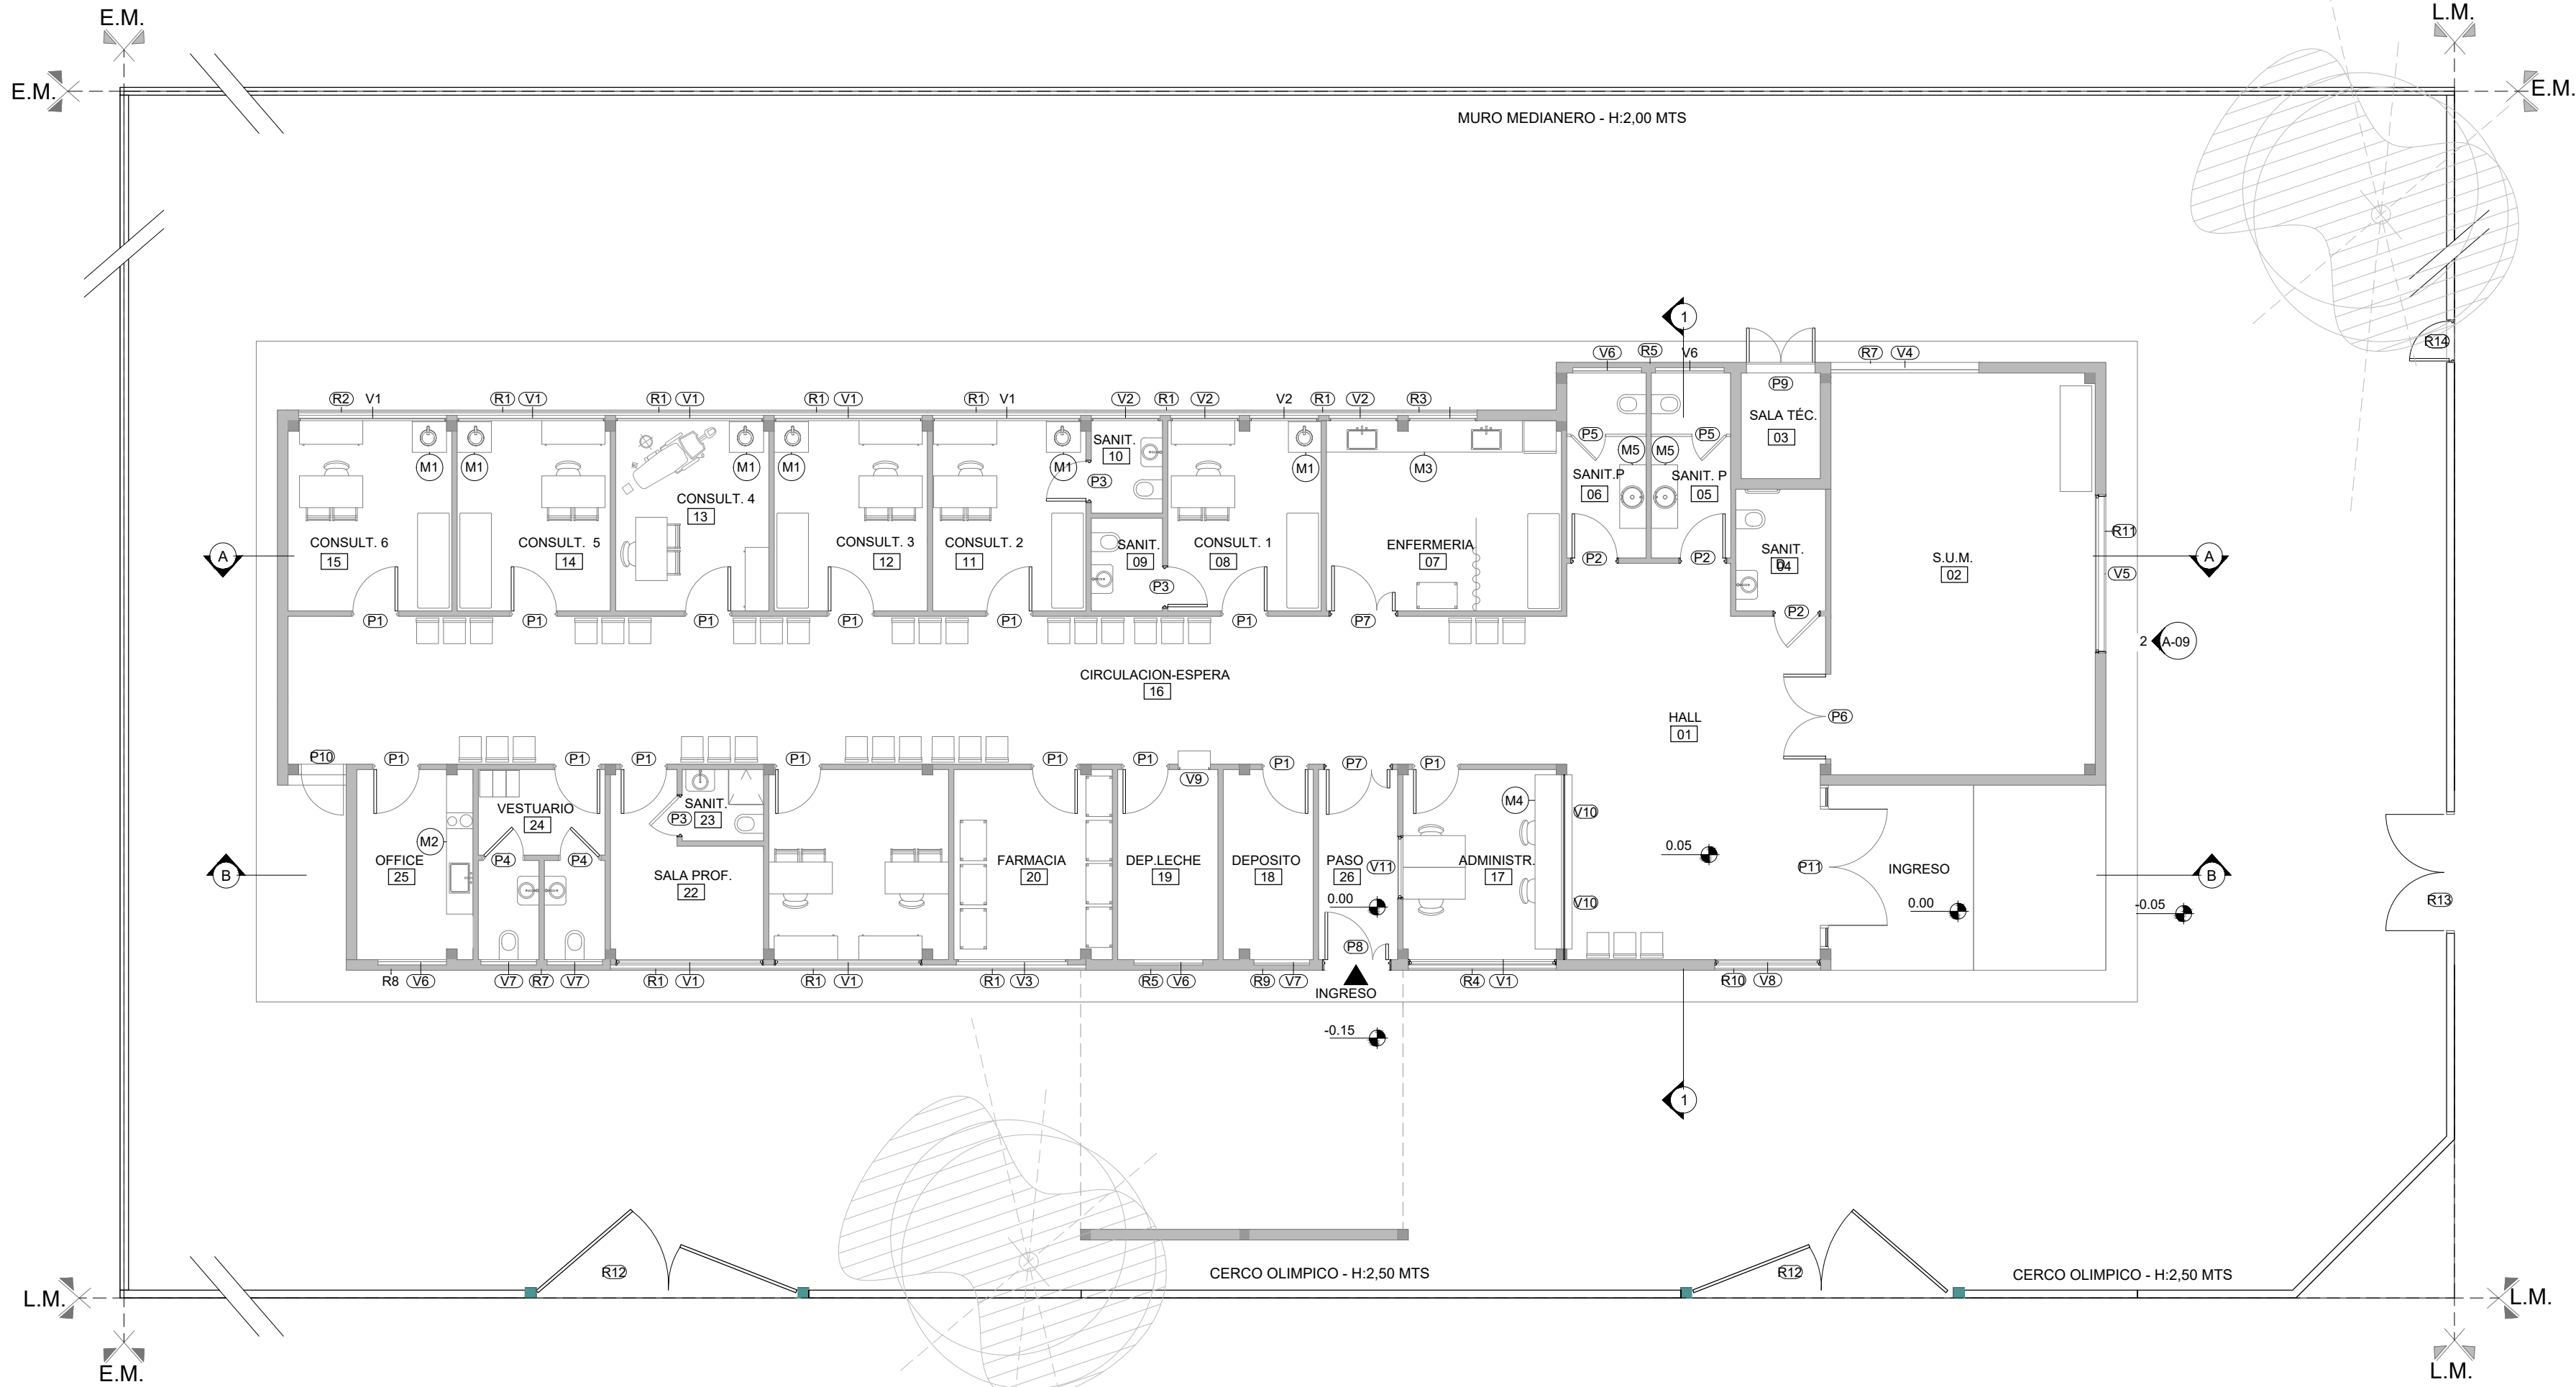 E.M.
L.M.
E.M.
E.M.
MURO MEDIANERO - H:2,00 MTS
1
R14
V6
R5
V6
R7
V4
P9
R2
V1
R1
V1
R1
V1
R1
V1
R1
V1
V2
R1
V2
V2
R1
V2
R3
SALA TÉC.
03
P5
P5
M5
M5
SANIT.
10
P3
M1
M1
M1
M1
M1
M1
M3
SANIT.P
06
SANIT. P
05
CONSULT. 4
13
CONSULT. 6
15
CONSULT. 5
14
CONSULT. 3
12
CONSULT. 2
11
SANIT.
09
P3
CONSULT. 1
08
ENFERMERIA
07
P2
P2
SANIT.
D
04
S.U.M.
02
R11
V5
A
A
P1
P1
P1
P1
P1
P1
P7
P2
2
A-09
CIRCULACION-ESPERA
16
HALL
01
P6
P10
P1
P1
P1
P1
P1
P1
V9
P1
P7
P1
VESTUARIO
24
SANIT.
23
P3
M4
V10
M2
P4
P4
OFFICE
25
SALA PROF.
22
FARMACIA
20
DEP.LECHE
19
DEPOSITO
18
PASO
26
V11
ADMINISTR.
17
0.05
P11
INGRESO
B
B
0.00
V10
0.00
-0.05
R13
P8
R8
V6
V7
R7
V7
R1
V1
R1
V1
R1
V3
R5
V6
R9
V7
INGRESO
R4
V1
R10
V8
-0.15
1
R12
CERCO OLIMPICO - H:2,50 MTS
R12
CERCO OLIMPICO - H:2,50 MTS
L.M.
L.M.
E.M.
L.M.